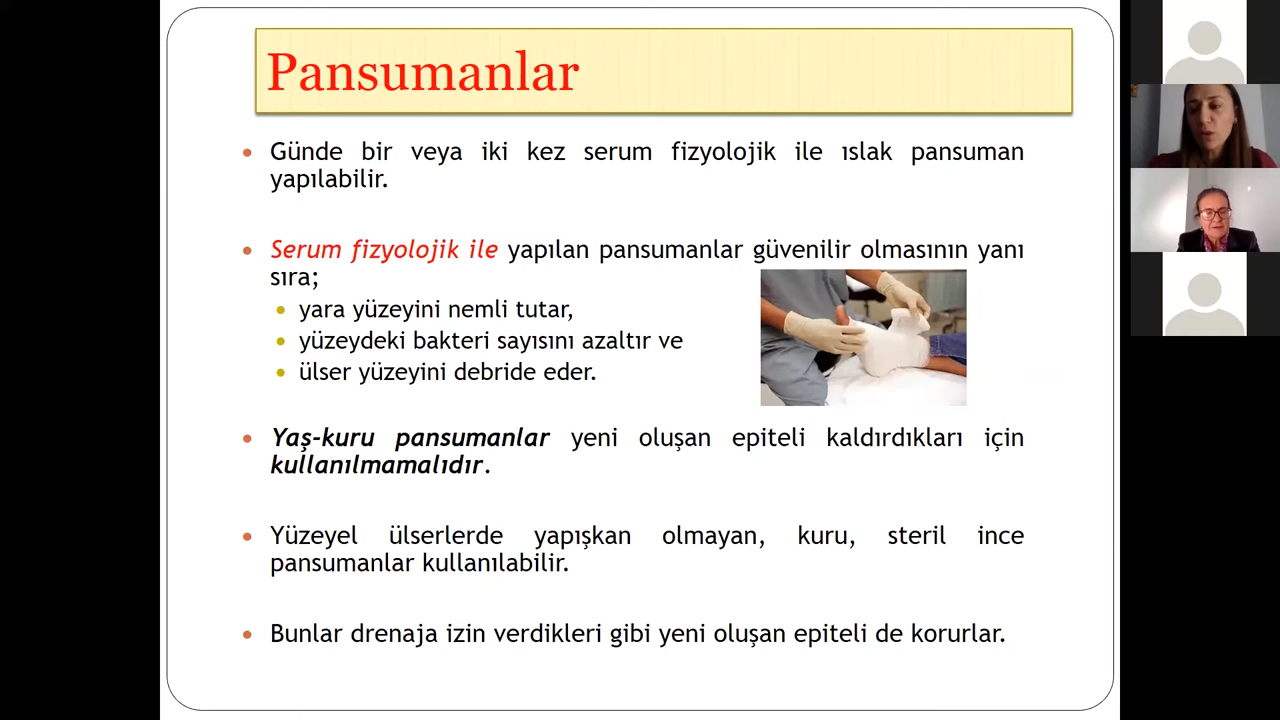 Pansumanlar
Günde bir veya iki kez serum fizyolojik ile ıslak pansuman
yapılabilir.
Serum fizyolojik ile yapılan pansumanlar güvenilir olmasının yanı
sıra;
yara yüzeyini nemli tutar,
yüzeydeki bakteri sayısını azaltır ve
ülser yüzeyini debride eder.
Yaş-kuru pansumanlar yeni oluşan epiteli kaldırdıkları için
kullanılmamalıdır.
Yüzeyel ülserlerde yapışkan olmayan, kuru, steril ince
pansumanlar kullanılabilir.
Bunlar drenaja izin verdikleri gibi yeni oluşan epiteli de korurlar.